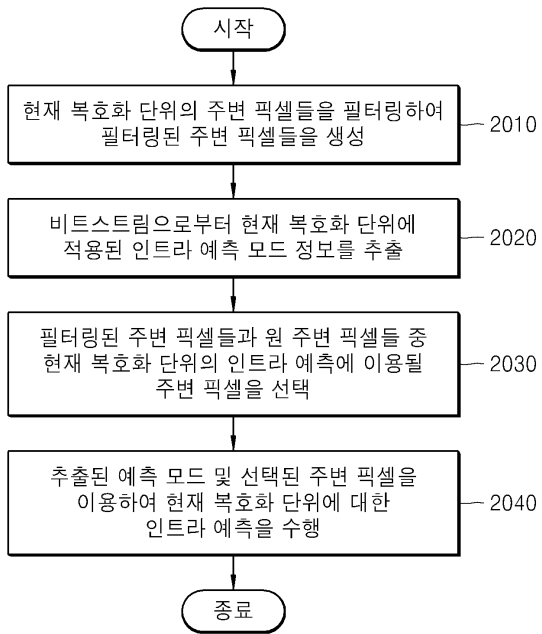 시작
현재 복호화 단위의 주변 픽셀들을 필터링하여
필터링된 주변 픽셀들을 생성
2010
비트스트림으로부터 현재 복호화 단위에
적용된 인트라 예측 모드 정보를 추출
2020
필터링된 주변 픽셀들과 원 주변 픽셀들 중
현재 복호화 단위의 인트라 예측에 이용될
주변 픽셀을 선택
2030
추출된 예측 모드 및 선택된 주변 픽셀을
이용하여 현재 복호화 단위에 대한
인트라 예측을 수행
2040
종료